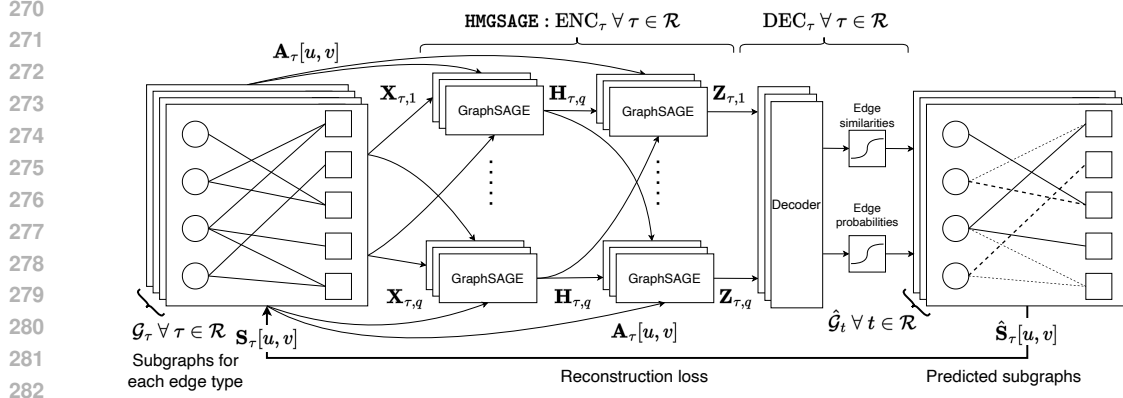 270
271
272
273
274
275
276
277
278
279
280
281
282
HMGSAGE : ENC_τ ∀ τ ∈ ℛ
DEC_τ ∀ τ ∈ ℛ
A_τ[u, v]
X_τ,1
GraphSAGE
H_τ,q
GraphSAGE
Z_τ,1
Edge
similarities
Decoder
Edge
probabilities
GraphSAGE
GraphSAGE
X_τ,q
H_τ,q
Z_τ,q
𝒢_τ ∀ τ ∈ ℛ
S_τ[u, v]
A_τ[u, v]
𝒢̂_t ∀ t ∈ ℛ
Ŝ_τ[u, v]
Subgraphs for
each edge type
Reconstruction loss
Predicted subgraphs